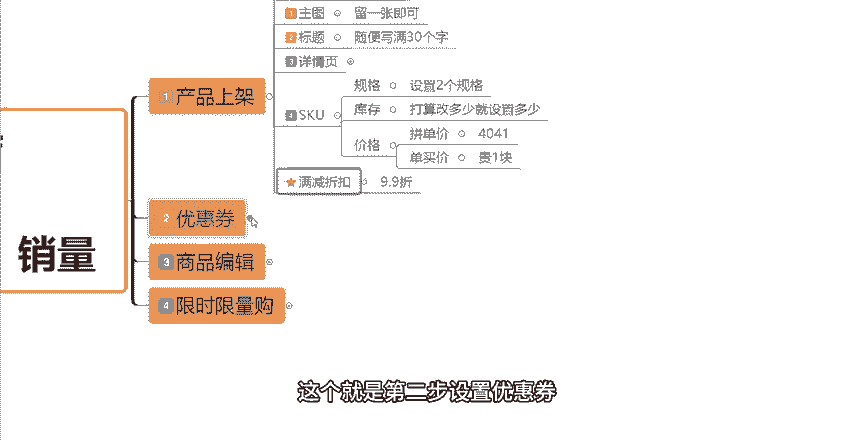 1 主图 留一张即可
2 标题 随便写满30个字
3 详情页
规格 设置2个规格
1 产品上架
4 SKU
库存 打算改多少就设置多少
拼单价 4041
价格
单买价 贵1块
满减折扣 9.9折
2 优惠券
销量
3 商品编辑
4 限时限量购
这个就是第二步设置优惠券